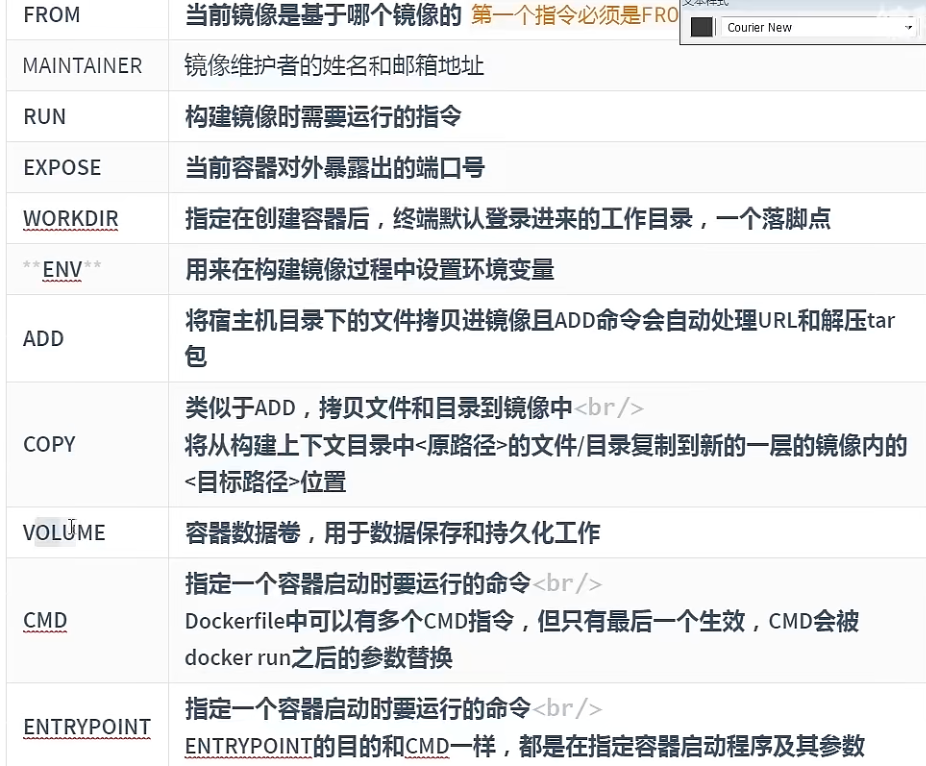 FROM
当前镜像是基于哪个镜像的 第一个指令必须是FRO
Courier New
MAINTAINER
镜像维护者的姓名和邮箱地址
RUN
构建镜像时需要运行的指令
EXPOSE
当前容器对外暴露出的端口号
WORKDIR
指定在创建容器后，终端默认登录进来的工作目录，一个落脚点
**ENV**
用来在构建镜像过程中设置环境变量
ADD
将宿主机目录下的文件拷贝进镜像且ADD命令会自动处理URL和解压tar
包
COPY
类似于ADD，拷贝文件和目录到镜像中<br/>
将从构建上下文目录中<原路径>的文件/目录复制到新的一层的镜像内的
<目标路径>位置
VOLUME
容器数据卷，用于数据保存和持久化工作
CMD
指定一个容器启动时要运行的命令<br/>
Dockerfile中可以有多个CMD指令，但只有最后一个生效，CMD会被
docker run之后的参数替换
ENTRYPOINT
指定一个容器启动时要运行的命令<br/>
ENTRYPOINT的目的和CMD一样，都是在指定容器启动程序及其参数